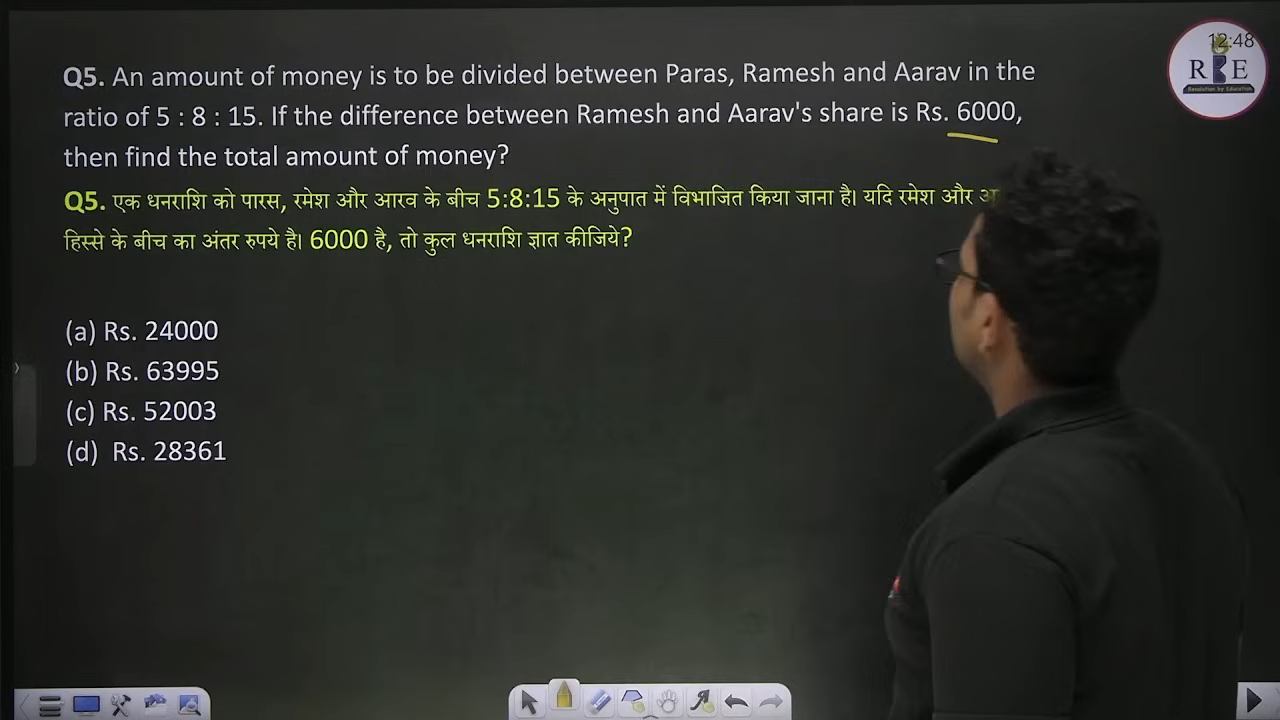 12:48
R E
Revolution by Education
Q5. An amount of money is to be divided between Paras, Ramesh and Aarav in the
ratio of 5 : 8 : 15. If the difference between Ramesh and Aarav's share is Rs. 6000,
then find the total amount of money?
Q5. एक धनराशि को पारस, रमेश और आरव के बीच 5:8:15 के अनुपात में विभाजित किया जाना है। यदि रमेश और
हिस्से के बीच का अंतर रुपये है। 6000 है, तो कुल धनराशि ज्ञात कीजिये?
(a) Rs. 24000
(b) Rs. 63995
(c) Rs. 52003
(d) Rs. 28361